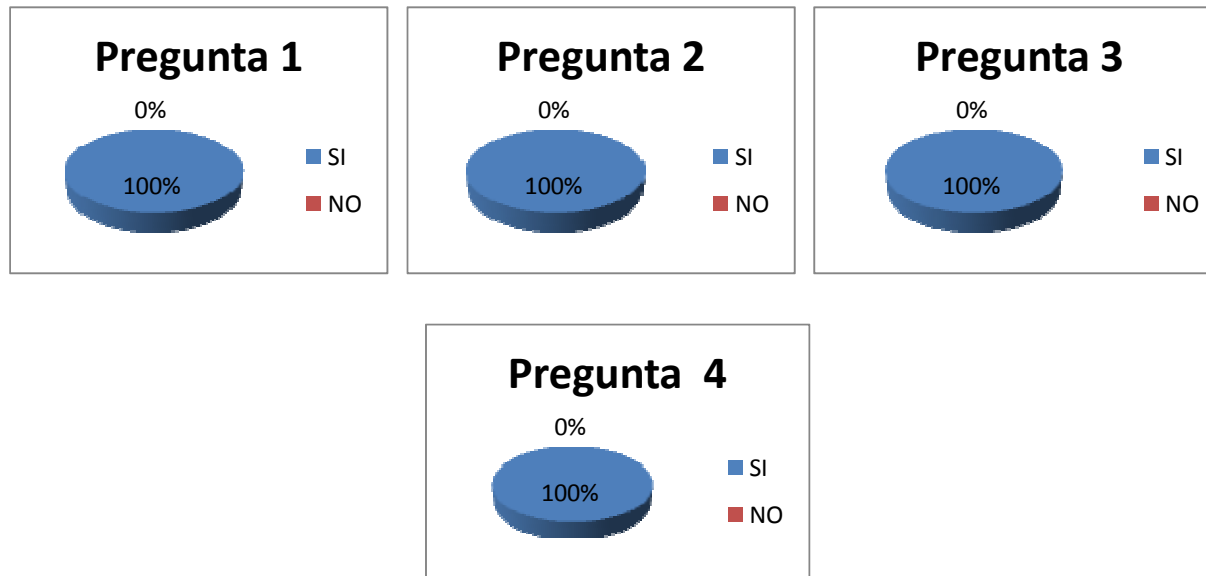 Pregunta 1
0%
100%
SI
NO
Pregunta 2
0%
100%
SI
NO
Pregunta 3
0%
100%
SI
NO
Pregunta  4
0%
100%
SI
NO